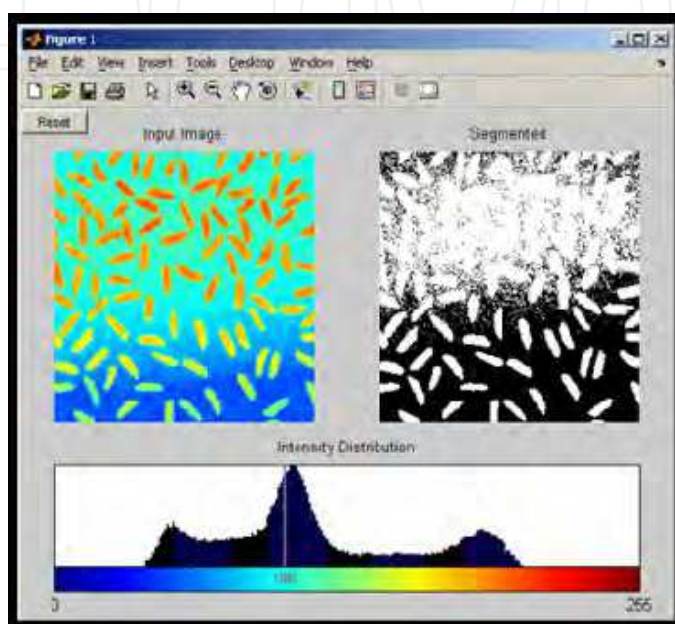 Figure 1
File Edit View Insert Tools Desktop Window Help
Reset
Input Image
Segmented
Intensity Distribution
0
255